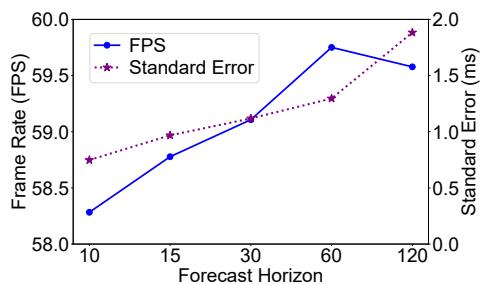 60.0
59.5
59.0
58.5
58.0
Frame Rate (FPS)
FPS
Standard Error
2.0
1.5
1.0
0.5
0.0
Standard Error (ms)
10 15 30 60 120
Forecast Horizon